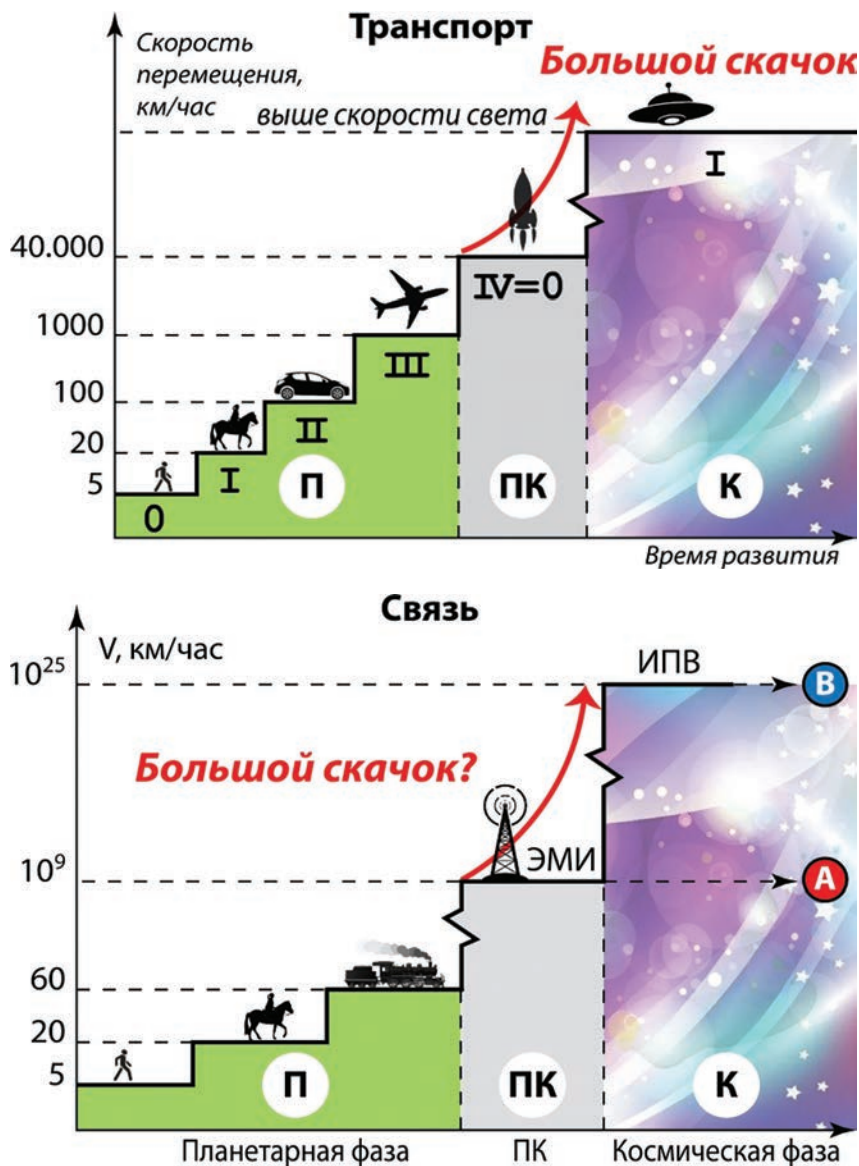 Транспорт
Скорость
перемещения,
км/час
Большой скачок
выше скорости света
I
40.000
IV=0
1000
III
100
II
20
I
5
0
П
ПК
К
Время развития
Связь
V, км/час
10²⁵
ИПВ
B
Большой скачок?
ЭМИ
10⁹
A
60
20
5
П
ПК
К
Планетарная фаза
ПК
Космическая фаза